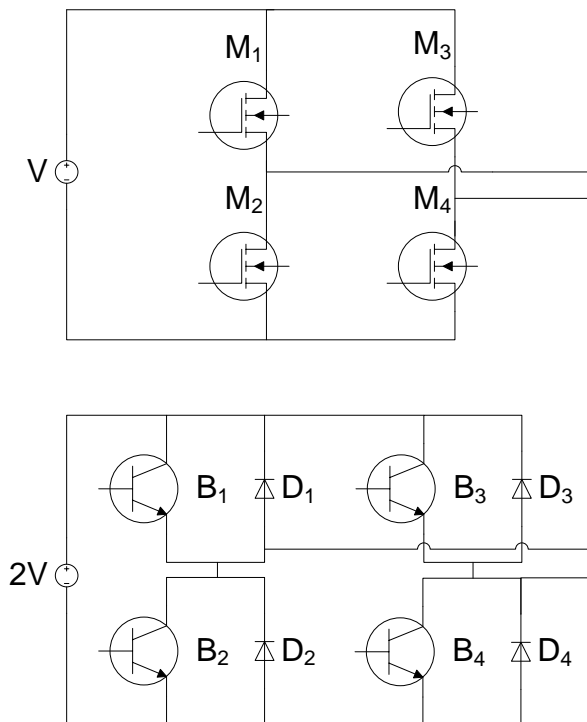 M₁ M₃
V
M₂ M₄
B₁ D₁ B₃ D₃
2V
B₂ D₂ B₄ D₄